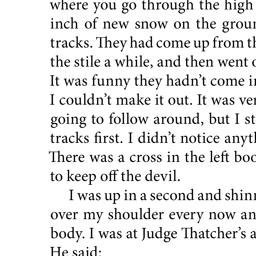 where you go through the high
inch of new snow on the groun
tracks. They had come up from th
the stile a while, and then went o
It was funny they hadn't come in
I couldn't make it out. It was ver
going to follow around, but I st
tracks first. I didn't notice anyt
There was a cross in the left boo
to keep off the devil.
I was up in a second and shinn
over my shoulder every now an
body. I was at Judge Thatcher's a
He said: